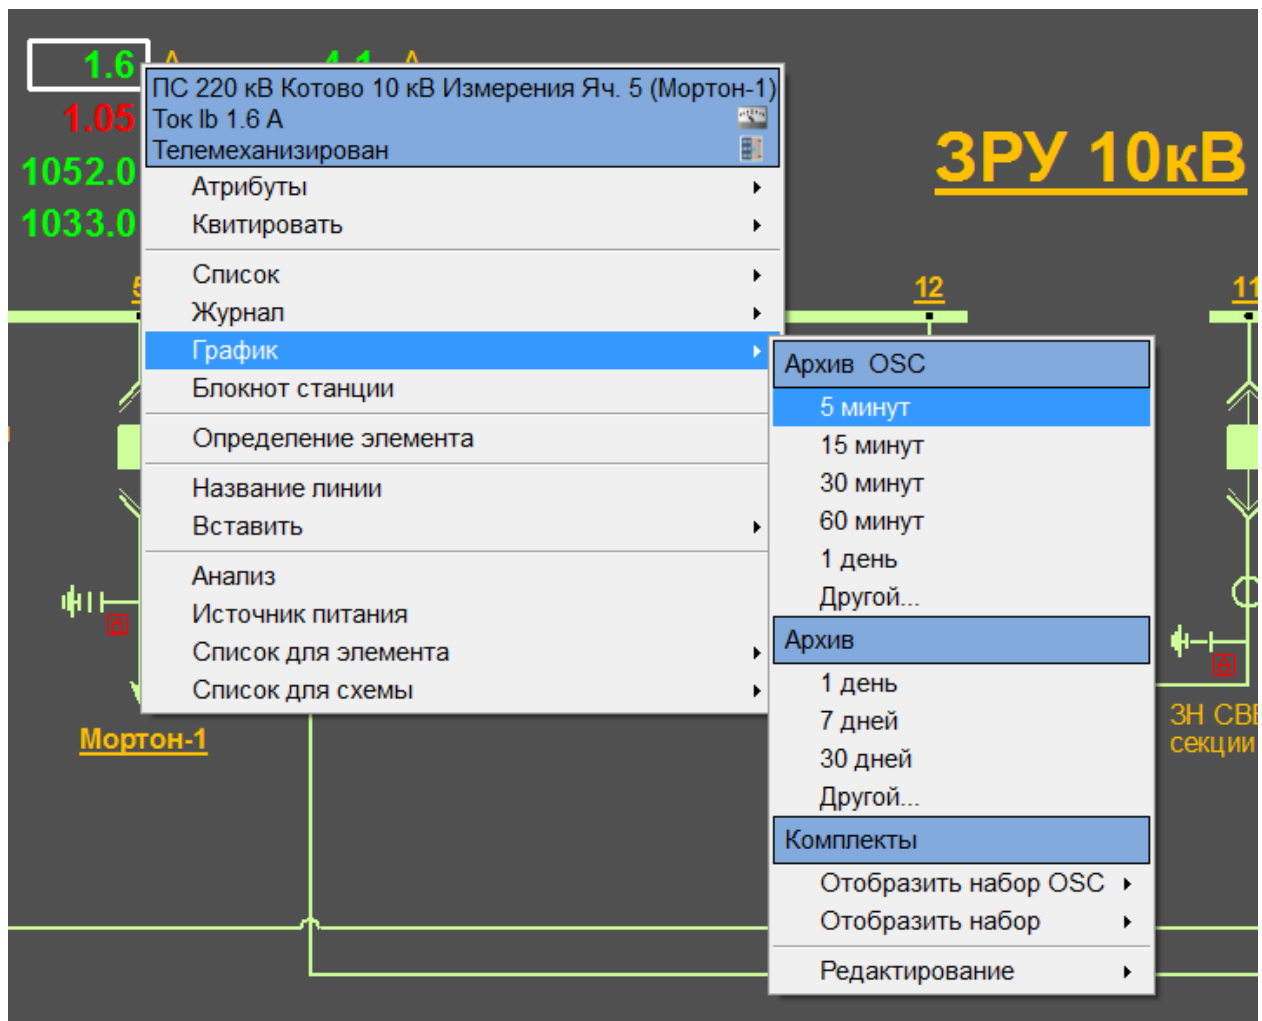 1.6
1.05
1052.0
1033.0
ПС 220 кВ Котово 10 кВ Измерения Яч. 5 (Мортон-1)
Ток Ib 1.6 А
Телемеханизирован
Атрибуты
Квитировать
Список
Журнал
График
Блокнот станции
Определение элемента
Название линии
Вставить
Анализ
Источник питания
Список для элемента
Список для схемы
Архив OSC
5 минут
15 минут
30 минут
60 минут
1 день
Другой...
Архив
1 день
7 дней
30 дней
Другой...
Комплекты
Отобразить набор OSC
Отобразить набор
Редактирование
ЗРУ 10кВ
5
12
11
А
А
Мортон-1
ЗН
секции